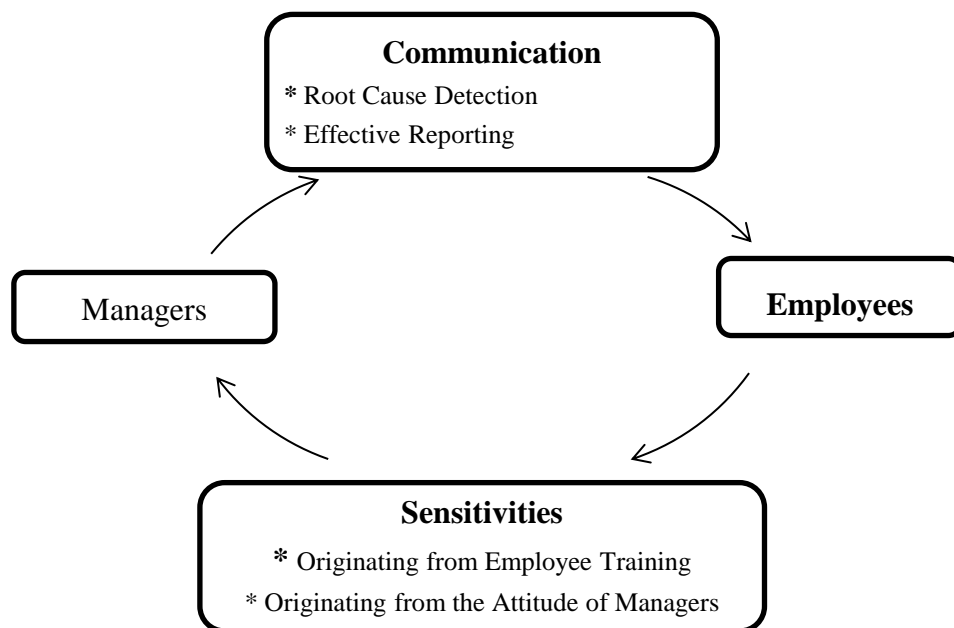 Communication
* Root Cause Detection
* Effective Reporting
Managers
Employees
Sensitivities
* Originating from Employee Training
* Originating from the Attitude of Managers